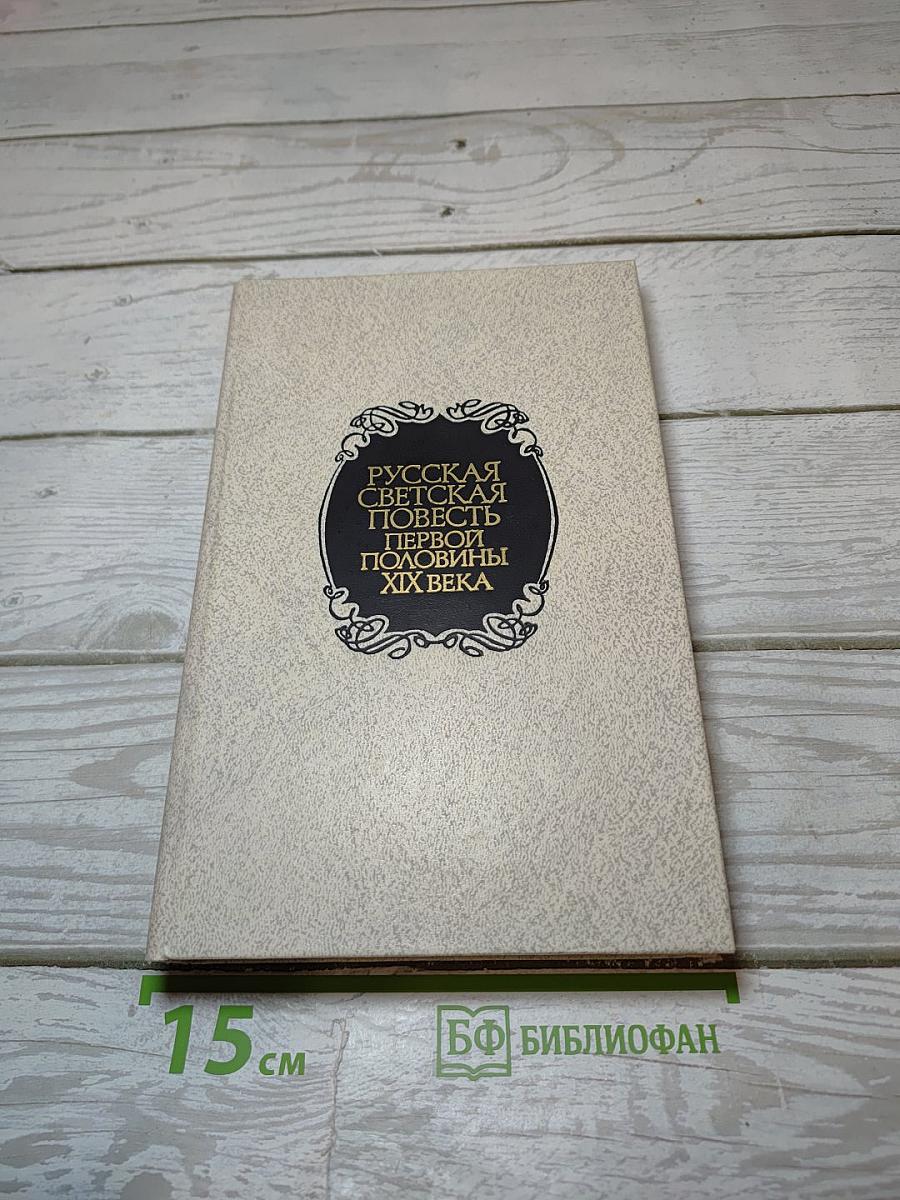 РУССКАЯ
СВЕТСКАЯ
ПОВЕСТЬ
ПЕРВОЙ
ПОЛОВИНЫ
XIX ВЕКА
15 см
БФ БИБЛИОФАН